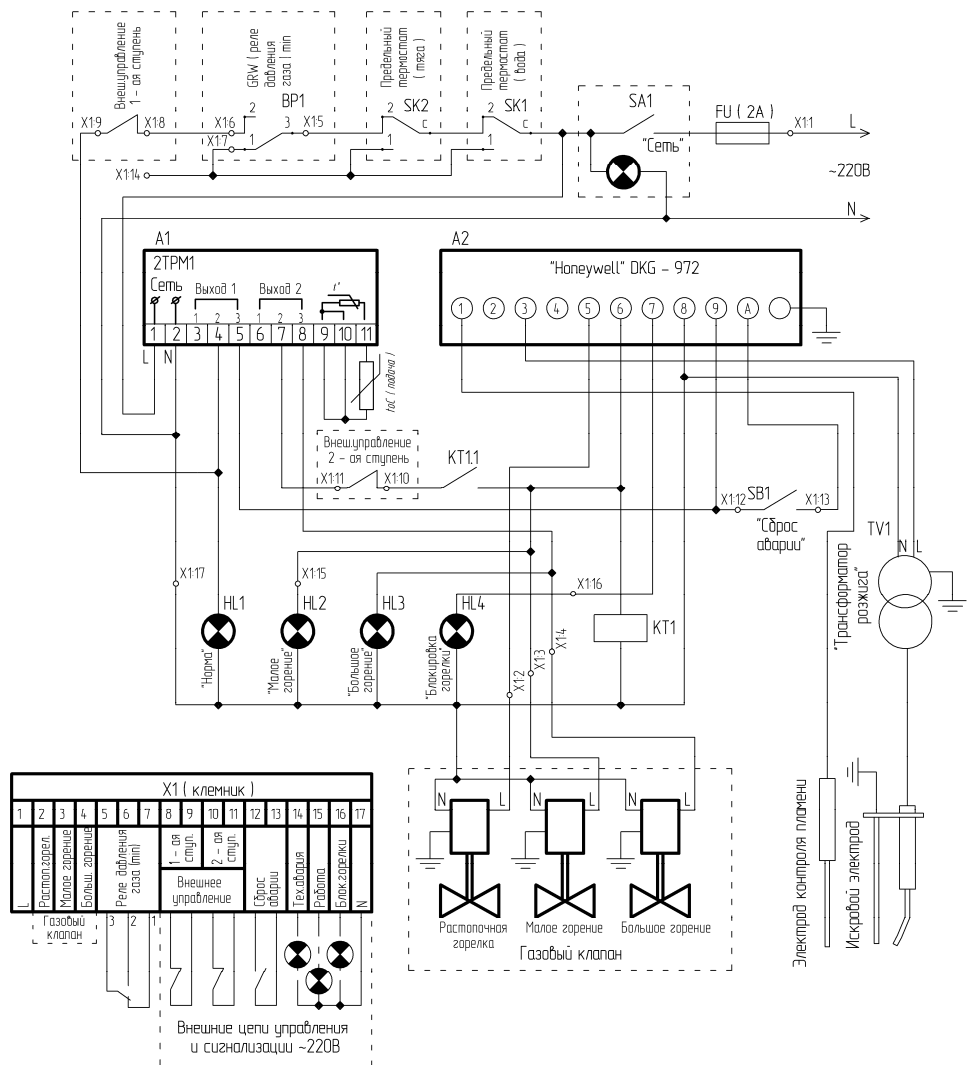 Внеш.управление
1 - ая ступень
GRW ( реле
давления
газа ) min
Предельный
термостат
( тяга )
Предельный
термостат
( вода )
BP1
SK2
SK1
SA1
FU ( 2A )
X1:9
X1:8
X1:6
2
3
X1:5
2
C
2
C
X1:1
L
X1:7
1
1
1
"Сеть"
X1:14
~220В
N
A1
A2
2ТРМ1
"Honeywell" DKG - 972
Сеть
Выход 1
Выход 2
t°
1 2 3 1 2 3
1 2 3 4 5 6 7 8 9 10 11
1 2 3 4 5 6 7 8 9 A
L N
toC ( подача )
Внеш.управление
2 - ая ступень
X1:11
X1:10
KT1.1
X1:12
SB1
X1:13
"Сброс
аварии"
TV1
N L
"Трансформатор
розжига"
X1:17
X1:15
X1:16
HL1
HL2
HL3
HL4
KT1
"Норма"
"Малое
горение"
"Большое
горение"
"Блокировка
горелки"
X1:2
X1:3
X1:4
X1 ( клемник )
1 2 3 4 5 6 7 8 9 10 11 12 13 14 15 16 17
L
Растоп.горел.
Малое горение
Больш. горение
Реле давления
газа (min)
1 - ая
ступ.
2 - ая
ступ.
Внешнее
управление
Сброс
аварии
Тех.авария
Работа
Блок.горелки
N
Газовый
клапан
3 2 1
Внешние цепи управления
и сигнализации ~220В
N L N L N L
Растопочная
горелка
Малое горение
Большое горение
Газовый клапан
Электрод контроля пламени
Искровой электрод